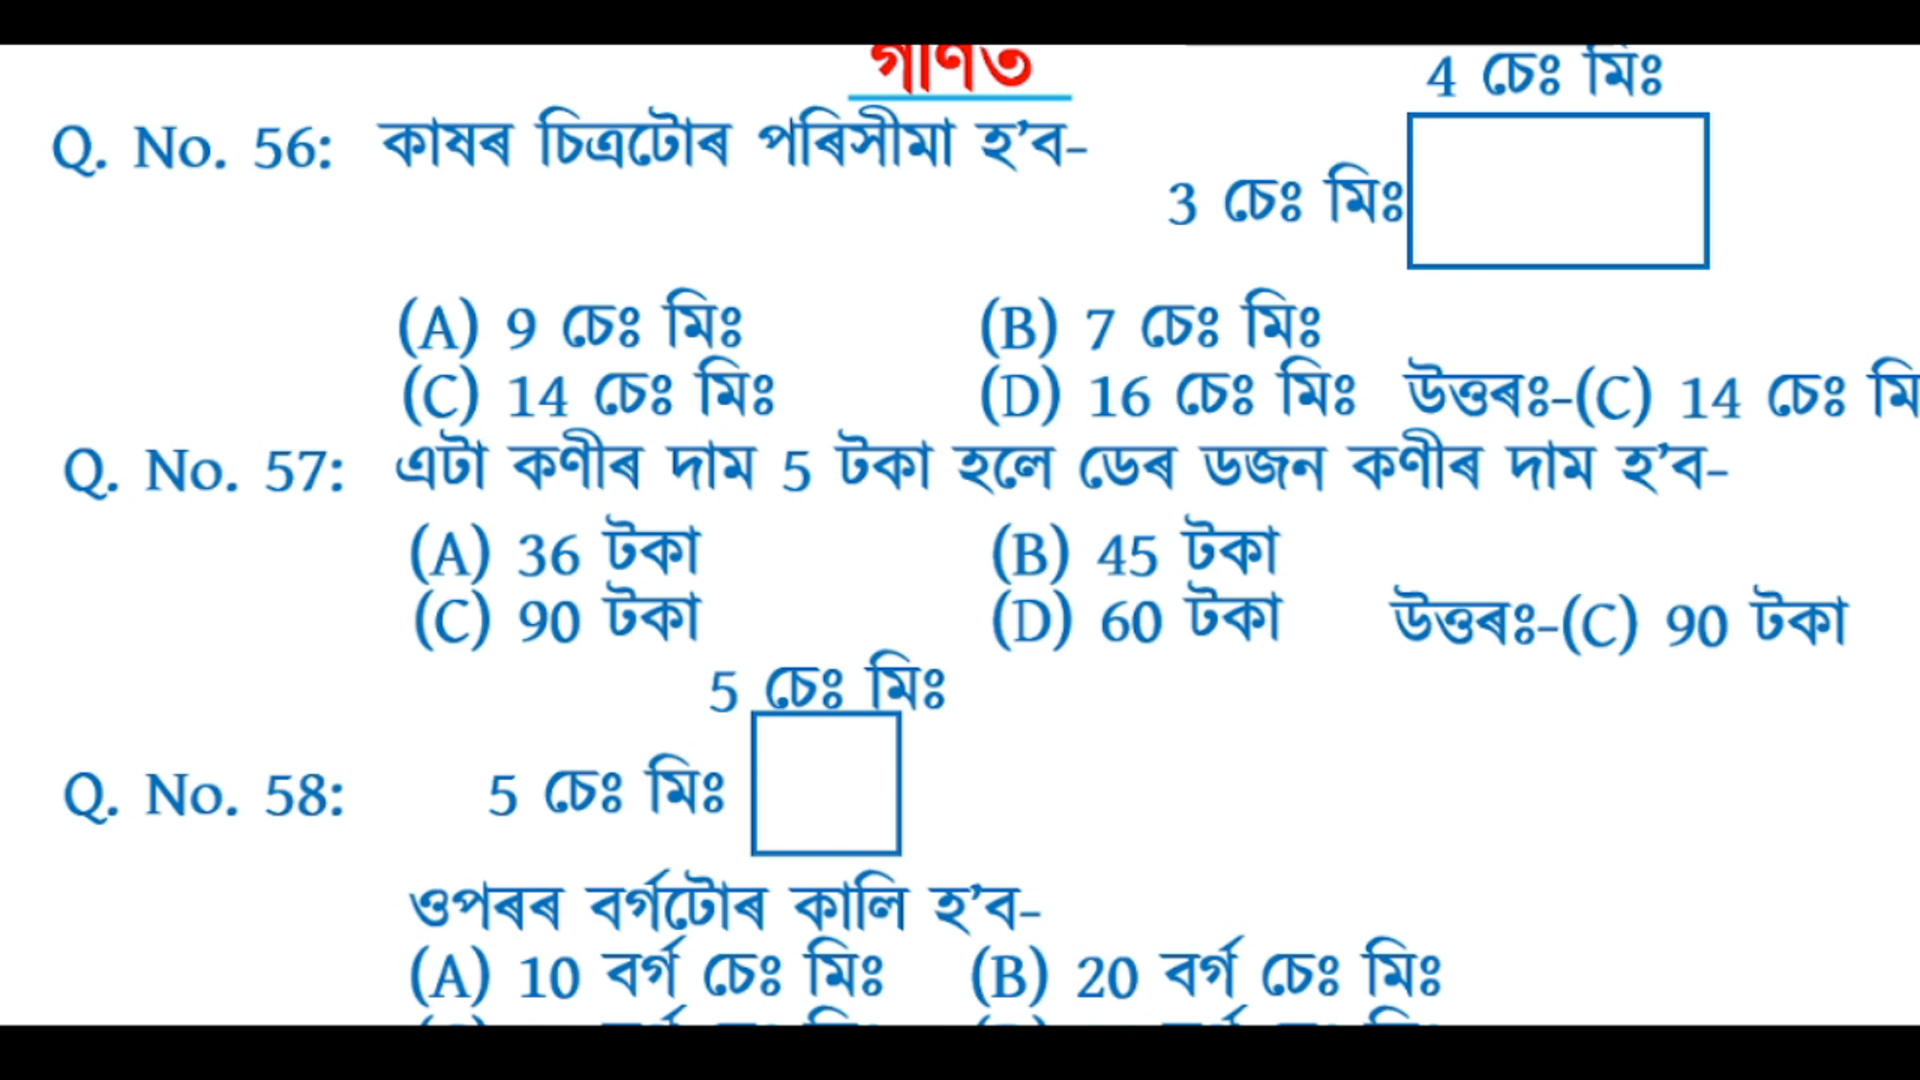 গণিত
4 চেঃ মিঃ
Q. No. 56: কাষৰ চিত্ৰটোৰ পৰিসীমা হ’ব-
3 চেঃ মিঃ
(A) 9 চেঃ মিঃ (B) 7 চেঃ মিঃ
(C) 14 চেঃ মিঃ (D) 16 চেঃ মিঃ উত্তৰঃ-(C) 14 চেঃ মি
Q. No. 57: এটা কণীৰ দাম 5 টকা হলে ডেৰ ডজন কণীৰ দাম হ’ব-
(A) 36 টকা (B) 45 টকা
(C) 90 টকা (D) 60 টকা উত্তৰঃ-(C) 90 টকা
5 চেঃ মিঃ
Q. No. 58: 5 চেঃ মিঃ
ওপৰৰ বৰ্গটোৰ কালি হ’ব-
(A) 10 বৰ্গ চেঃ মিঃ (B) 20 বৰ্গ চেঃ মিঃ